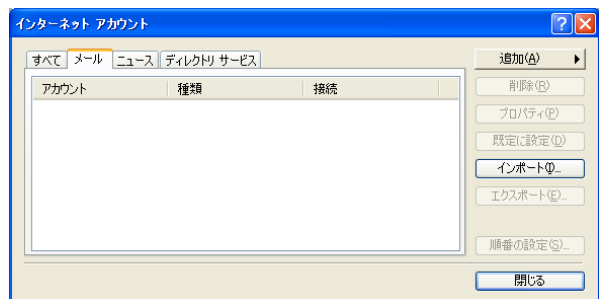 インターネット アカウント
すべて メール ニュース ディレクトリ サービス
アカウント 種類 接続
追加(A)
削除(R)
プロパティ(P)
既定に設定(D)
インポート(I)...
エクスポート(E)...
順番の設定(S)...
閉じる